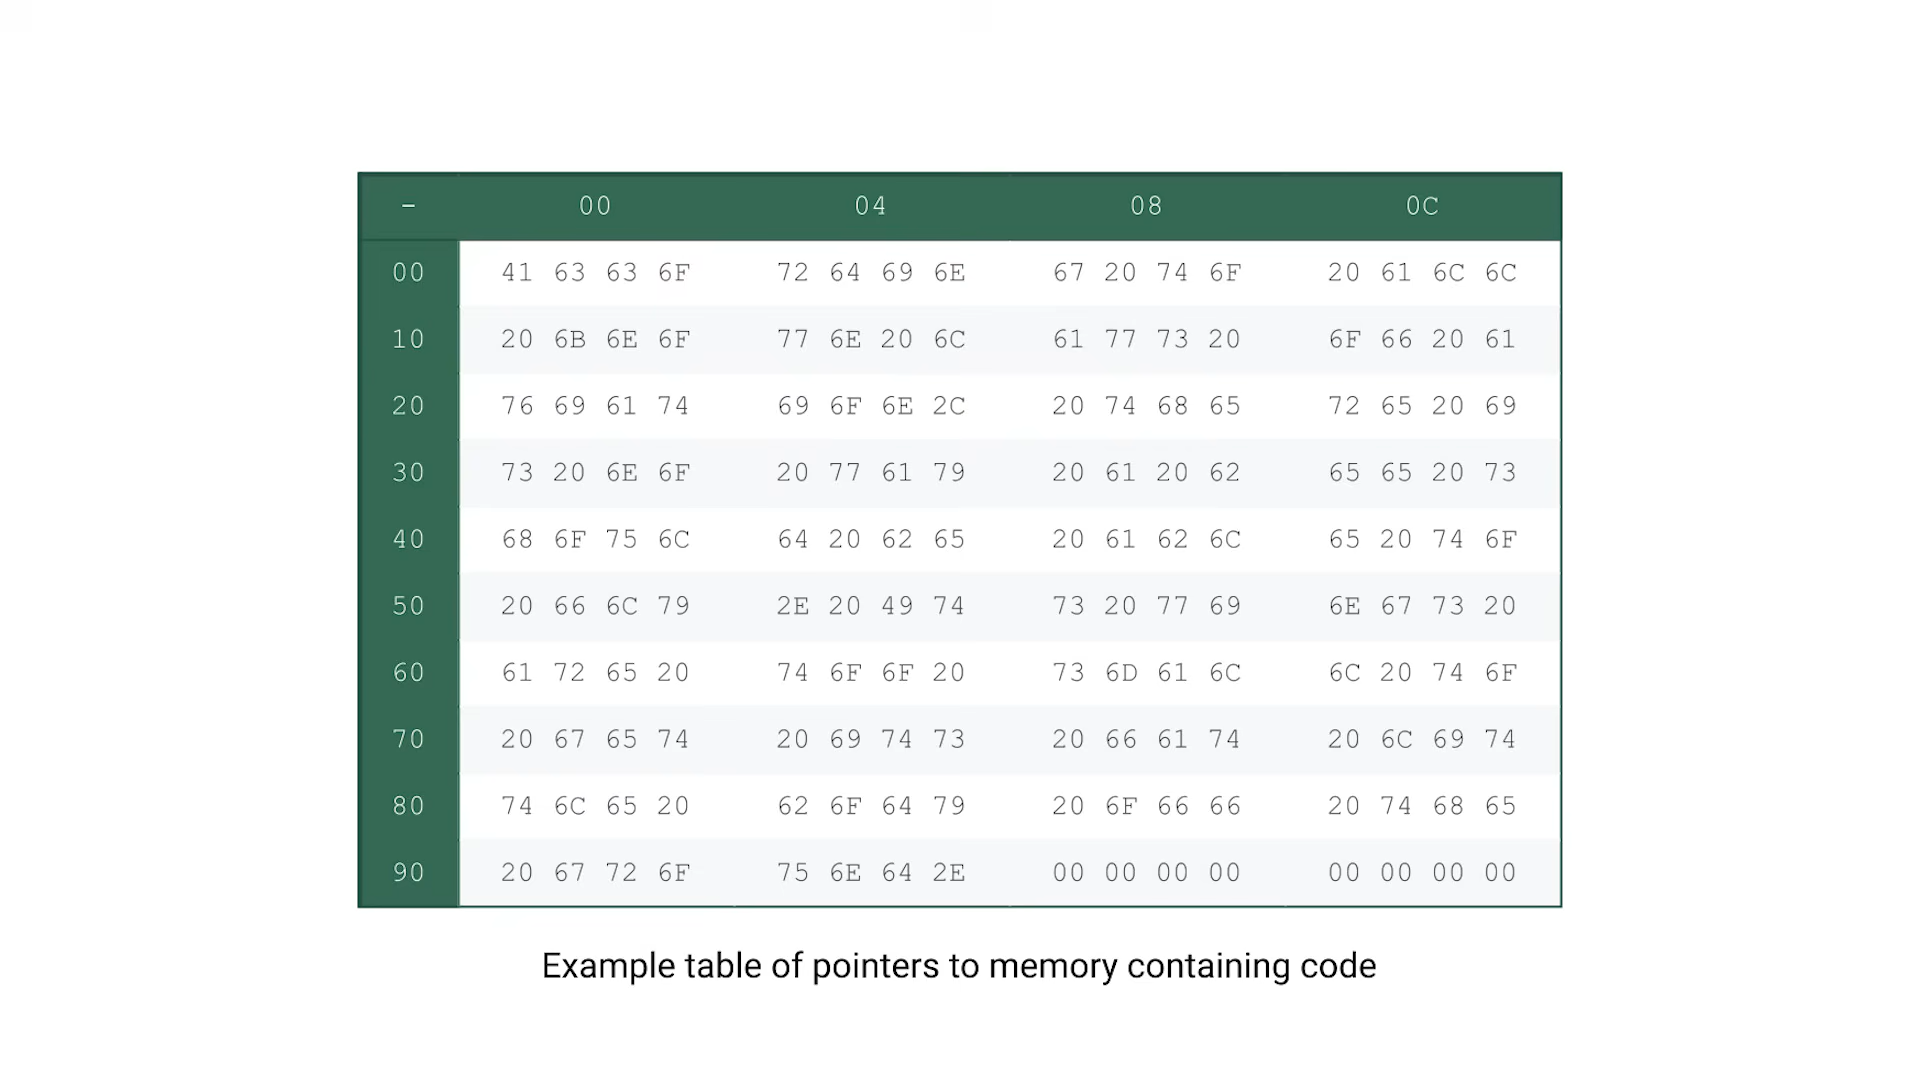 – 00 04 08 0C
00 41 63 63 6F 72 64 69 6E 67 20 74 6F 20 61 6C 6C
10 20 6B 6E 6F 77 6E 20 6C 61 77 73 20 6F 66 20 61
20 76 69 61 74 69 6F 6E 2C 20 74 68 65 72 65 20 69
30 73 20 6E 6F 20 77 61 79 20 61 20 62 65 65 20 73
40 68 6F 75 6C 64 20 62 65 20 61 62 6C 65 20 74 6F
50 20 66 6C 79 2E 20 49 74 73 20 77 69 6E 67 73 20
60 61 72 65 20 74 6F 6F 20 73 6D 61 6C 6C 20 74 6F
70 20 67 65 74 20 69 74 73 20 66 61 74 20 6C 69 74
80 74 6C 65 20 62 6F 64 79 20 6F 66 66 20 74 68 65
90 20 67 72 6F 75 6E 64 2E 00 00 00 00 00 00 00 00
Example table of pointers to memory containing code